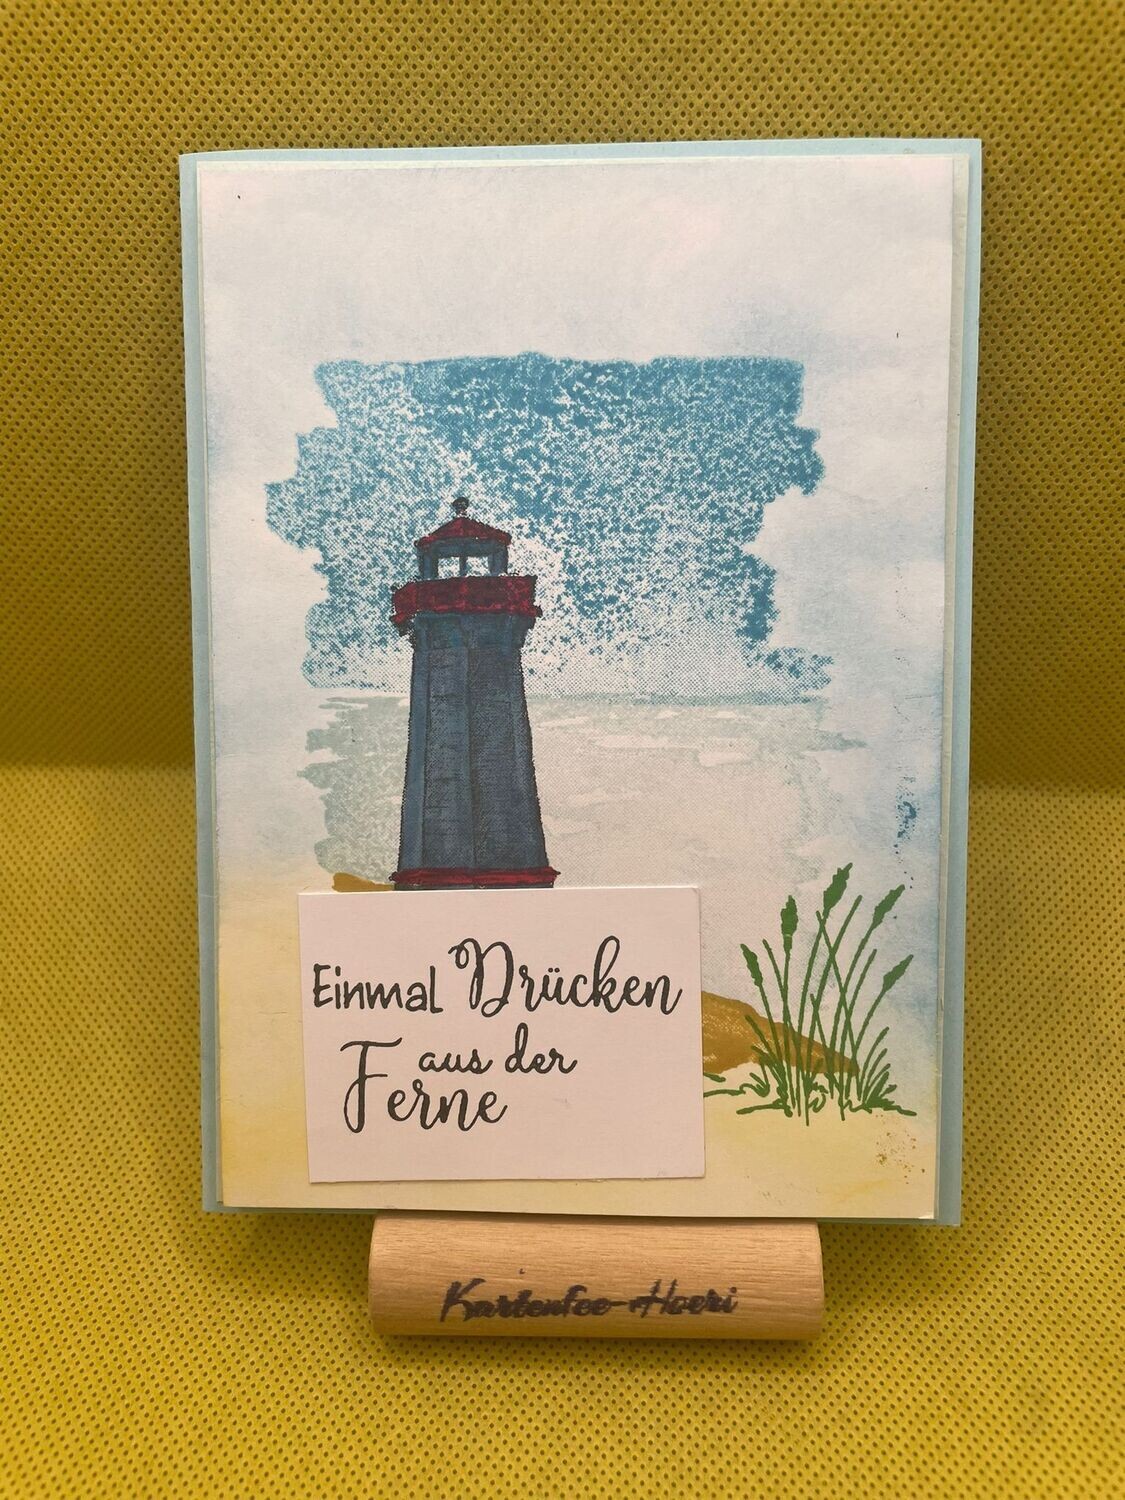 Einmal Drücken
aus der
Ferne
Kartenfee-Hoeri